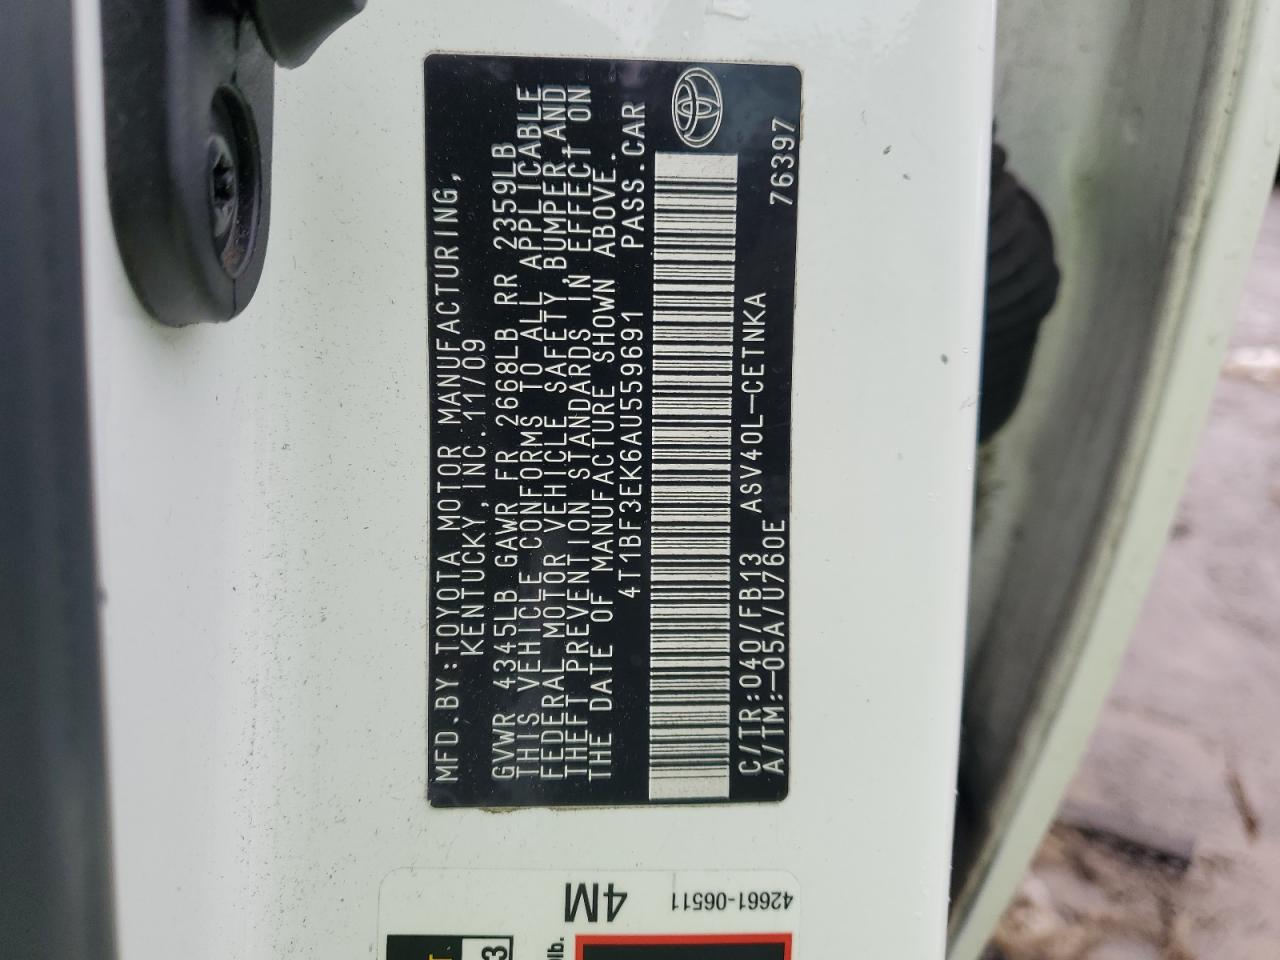 MFD.BY:TOYOTA MOTOR MANUFACTURING,
KENTUCKY,INC.11/09
GVWR 4345LB GAWR FR 2668LB RR 2359LB
THIS VEHICLE CONFORMS TO ALL APPLICABLE
FEDERAL MOTOR VEHICLE SAFETY,BUMPER,AND
THEFT PREVENTION STANDARDS IN EFFECT ON
THE DATE OF MANUFACTURE SHOWN ABOVE.
4T1BF3EK6AU559691 PASS.CAR
C/TR:040/FB13 ASV40L-CETNKA 76397
A/TM:-05A/U760E
4M
42661-06511
3
lb.